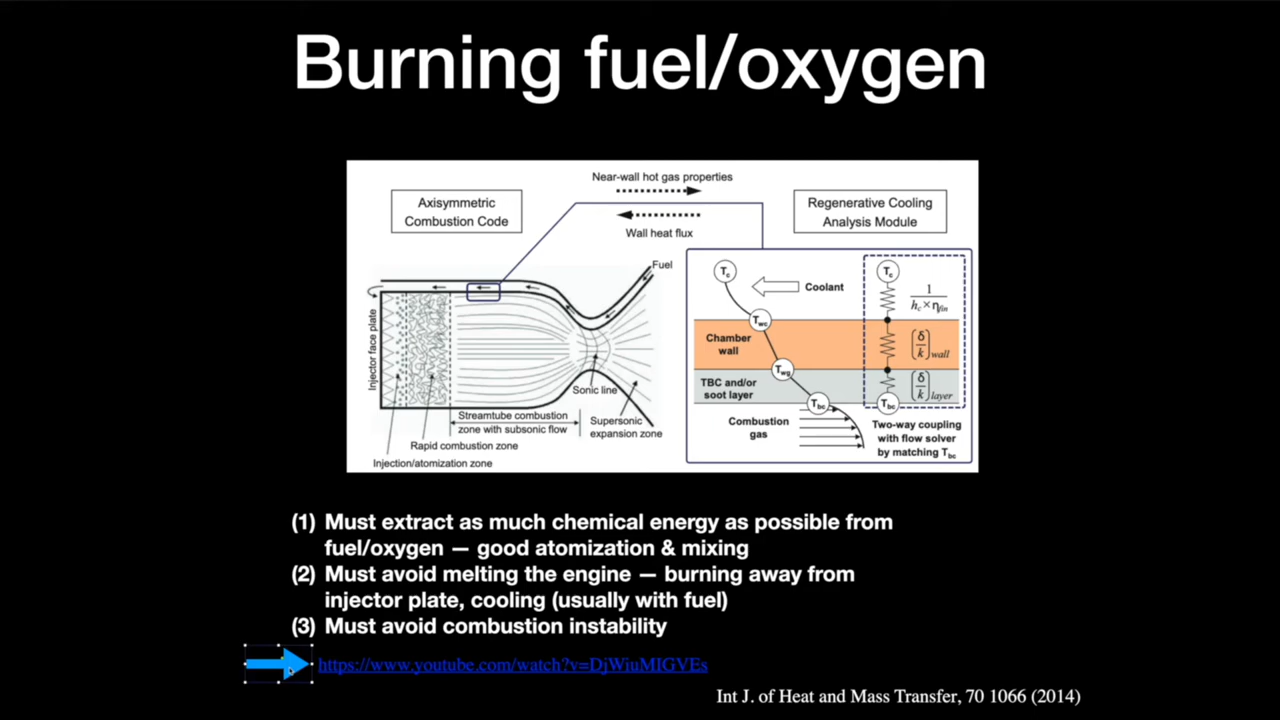 Burning fuel/oxygen
Near-wall hot gas properties
Axisymmetric
Combustion Code
Wall heat flux
Regenerative Cooling
Analysis Module
Fuel
Injector face plate
Sonic line
Streamtube combustion
zone with subsonic flow
Supersonic
expansion zone
Rapid combustion zone
Injection/atomization zone
Tc
Coolant
Twc
Chamber
wall
Twg
TBC and/or
soot layer
Tbc
Combustion
gas
Tc
1
hc × ηfin
[δ/k]wall
[δ/k]layer
Tbc
Two-way coupling
with flow solver
by matching Tbc
(1) Must extract as much chemical energy as possible from
fuel/oxygen — good atomization & mixing
(2) Must avoid melting the engine — burning away from
injector plate, cooling (usually with fuel)
(3) Must avoid combustion instability
https://www.youtube.com/watch?v=DjWiuMIGVEs
Int J. of Heat and Mass Transfer, 70 1066 (2014)